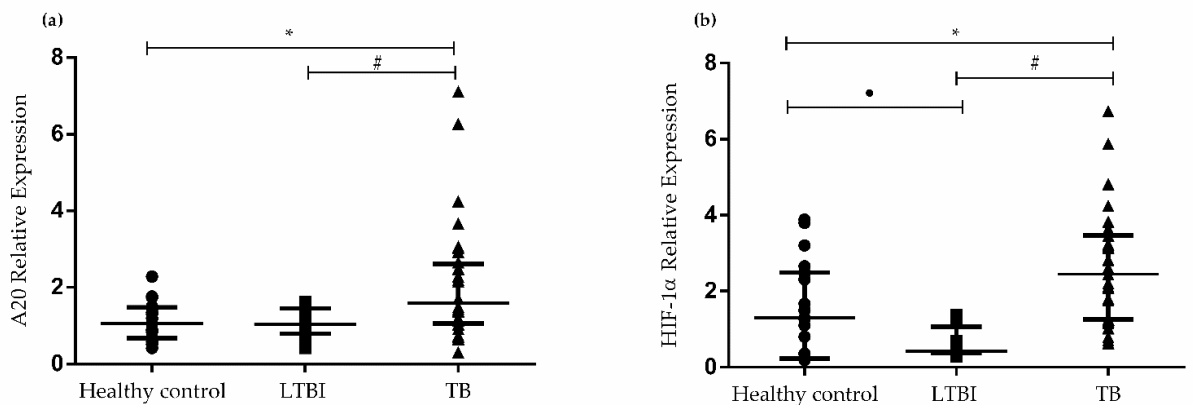 (a)
*
#
8
6
4
2
0
A20 Relative Expression
Healthy control LTBI TB
(b)
*
#
•
8
6
4
2
0
HIF-1α Relative Expression
Healthy control LTBI TB